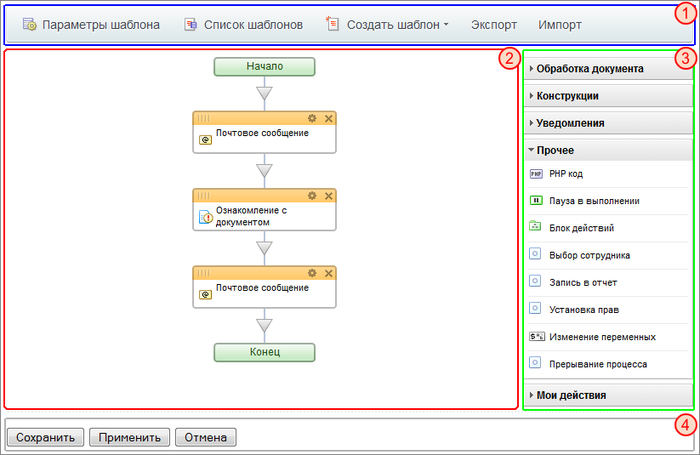 Параметры шаблона Список шаблонов Создать шаблон Экспорт Импорт 1
2
Начало
Почтовое сообщение
Ознакомление с
документом
Почтовое сообщение
Конец
3
Обработка документа
Конструкции
Уведомления
Прочее
PHP PHP код
Пауза в выполнении
Блок действий
Выбор сотрудника
Запись в отчет
Установка прав
Изменение переменных
Прерывание процесса
Мои действия
4
Сохранить Применить Отмена